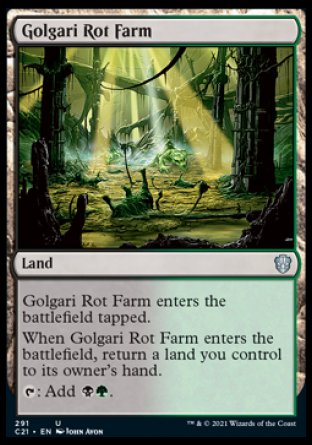 Golgari Rot Farm
Land
Golgari Rot Farm enters the
battlefield tapped.
When Golgari Rot Farm enters the
battlefield, return a land you control
to its owner's hand.
: Add .
291 U
C21 • EN John Avon
™ & © 2021 Wizards of the Coast